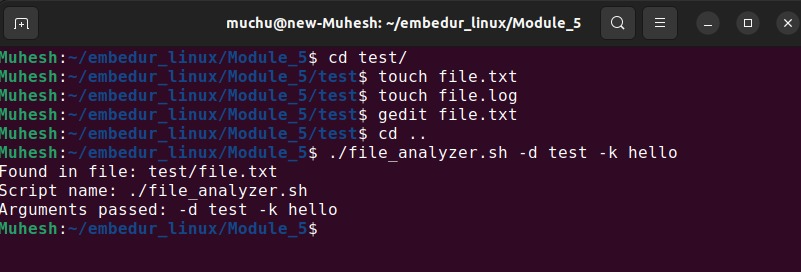 muchu@new-Muhesh: ~/embedur_linux/Module_5
Muhesh:~/embedur_linux/Module_5$ cd test/
Muhesh:~/embedur_linux/Module_5/test$ touch file.txt
Muhesh:~/embedur_linux/Module_5/test$ touch file.log
Muhesh:~/embedur_linux/Module_5/test$ gedit file.txt
Muhesh:~/embedur_linux/Module_5/test$ cd ..
Muhesh:~/embedur_linux/Module_5$ ./file_analyzer.sh -d test -k hello
Found in file: test/file.txt
Script name: ./file_analyzer.sh
Arguments passed: -d test -k hello
Muhesh:~/embedur_linux/Module_5$